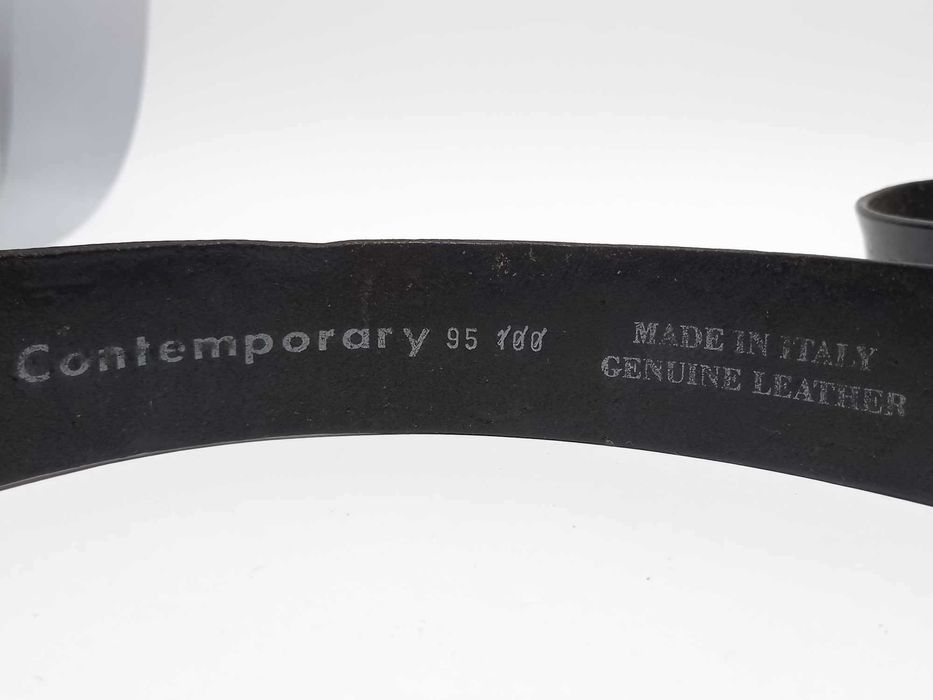 Contemporary 95 100
MADE IN ITALY
GENUINE LEATHER